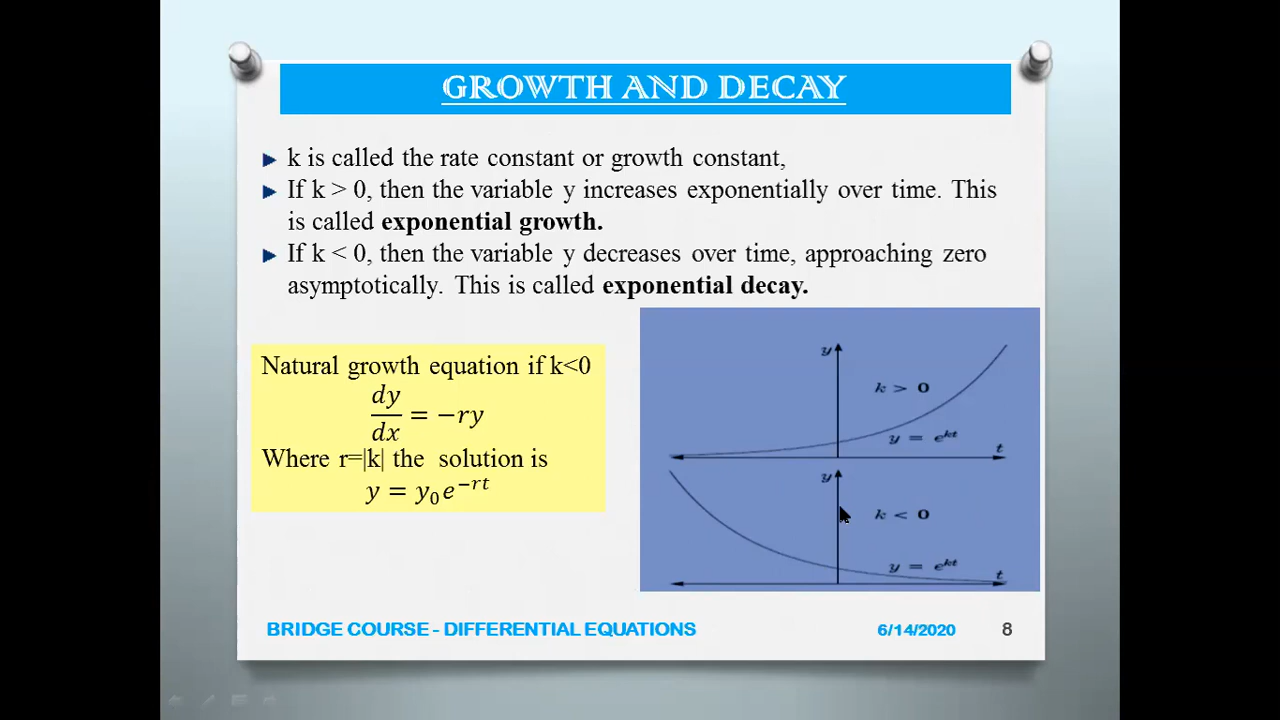 GROWTH AND DECAY
k is called the rate constant or growth constant,
If k > 0, then the variable y increases exponentially over time. This
is called exponential growth.
If k < 0, then the variable y decreases over time, approaching zero
asymptotically. This is called exponential decay.
Natural growth equation if k<0
dy/dx = −ry
Where r=|k| the solution is
y = y₀e^{−rt}
y
k > 0
y = e^{kt}
t
y
k < 0
y = e^{kt}
t
BRIDGE COURSE - DIFFERENTIAL EQUATIONS 6/14/2020 8